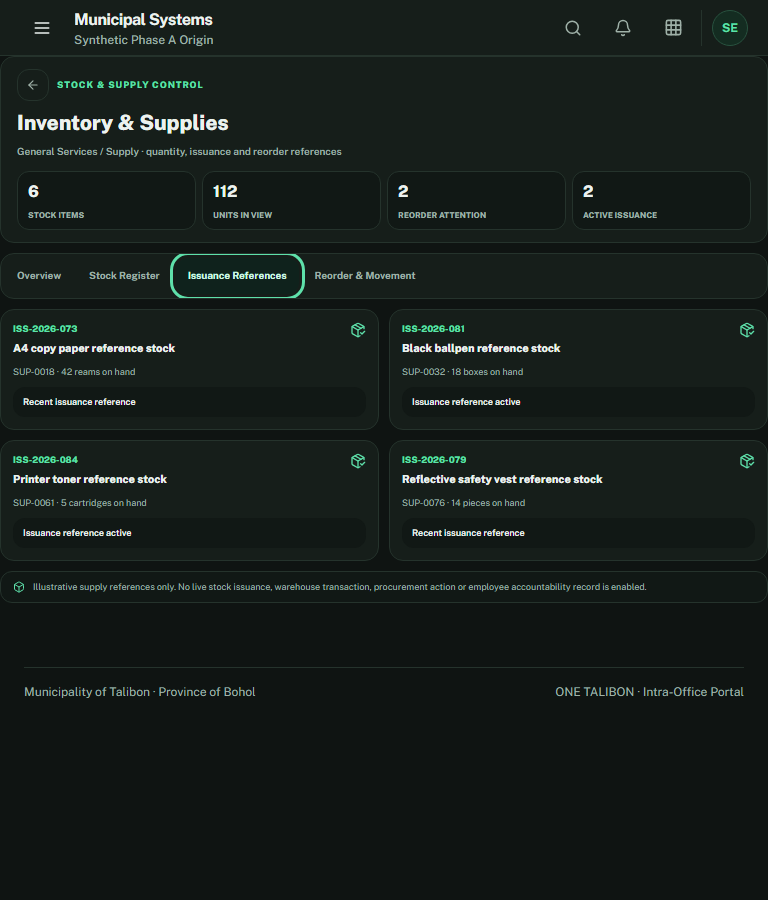 Municipal Systems
Synthetic Phase A Origin
SE
STOCK & SUPPLY CONTROL
Inventory & Supplies
General Services / Supply · quantity, issuance and reorder references
6
STOCK ITEMS
112
UNITS IN VIEW
2
REORDER ATTENTION
2
ACTIVE ISSUANCE
Overview
Stock Register
Issuance References
Reorder & Movement
ISS-2026-073
A4 copy paper reference stock
SUP-0018 · 42 reams on hand
Recent issuance reference
ISS-2026-081
Black ballpen reference stock
SUP-0032 · 18 boxes on hand
Issuance reference active
ISS-2026-084
Printer toner reference stock
SUP-0061 · 5 cartridges on hand
Issuance reference active
ISS-2026-079
Reflective safety vest reference stock
SUP-0076 · 14 pieces on hand
Recent issuance reference
Illustrative supply references only. No live stock issuance, warehouse transaction, procurement action or employee accountability record is enabled.
Municipality of Talibon · Province of Bohol
ONE TALIBON · Intra-Office Portal